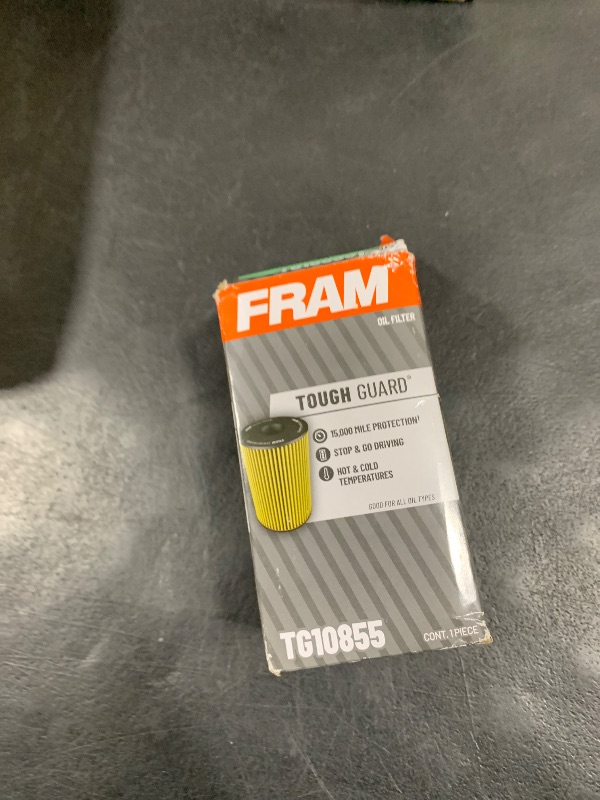 FRAM
OIL FILTER
TOUGH GUARD®
15,000 MILE PROTECTION†
STOP & GO DRIVING
HOT & COLD
TEMPERATURES
GOOD FOR ALL OIL TYPES
TG10855
CONT. 1 PIECE